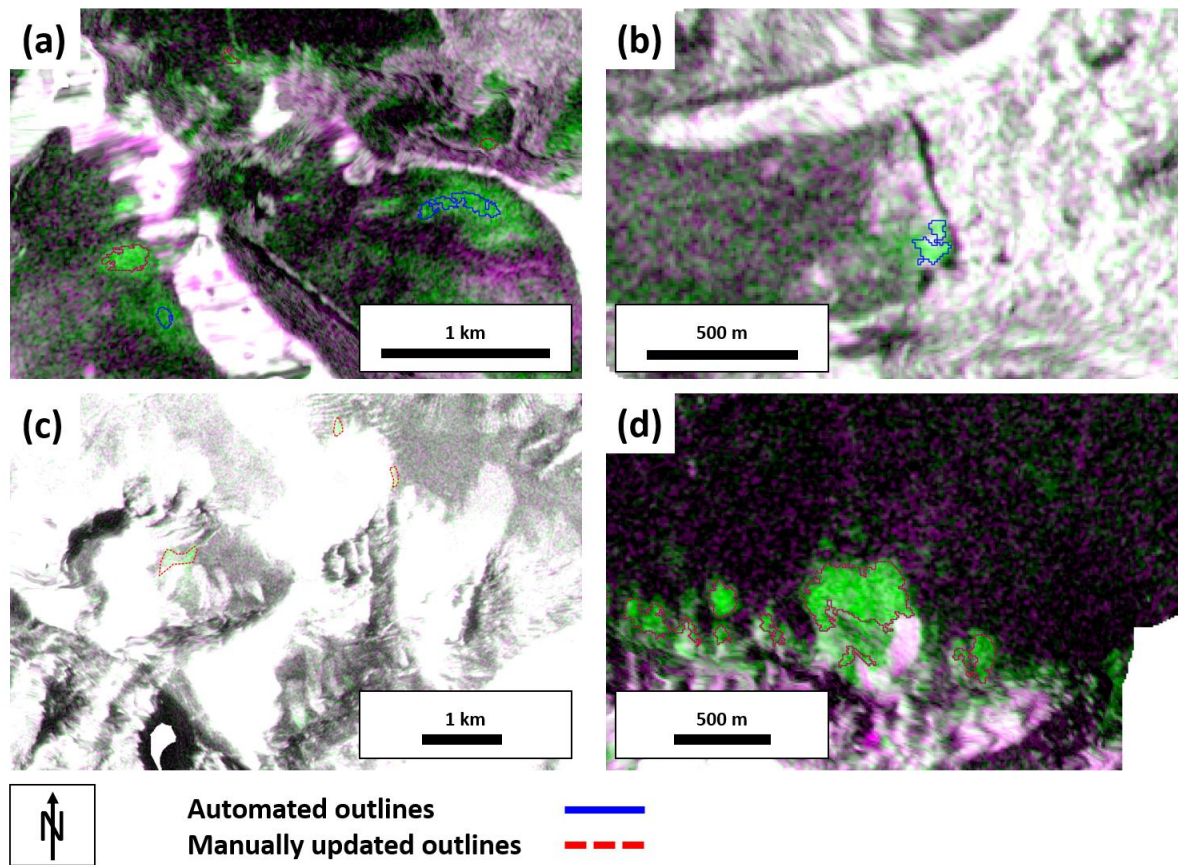 (a)
(b)
1 km
500 m
(c)
(d)
1 km
500 m
N
Automated outlines
Manually updated outlines